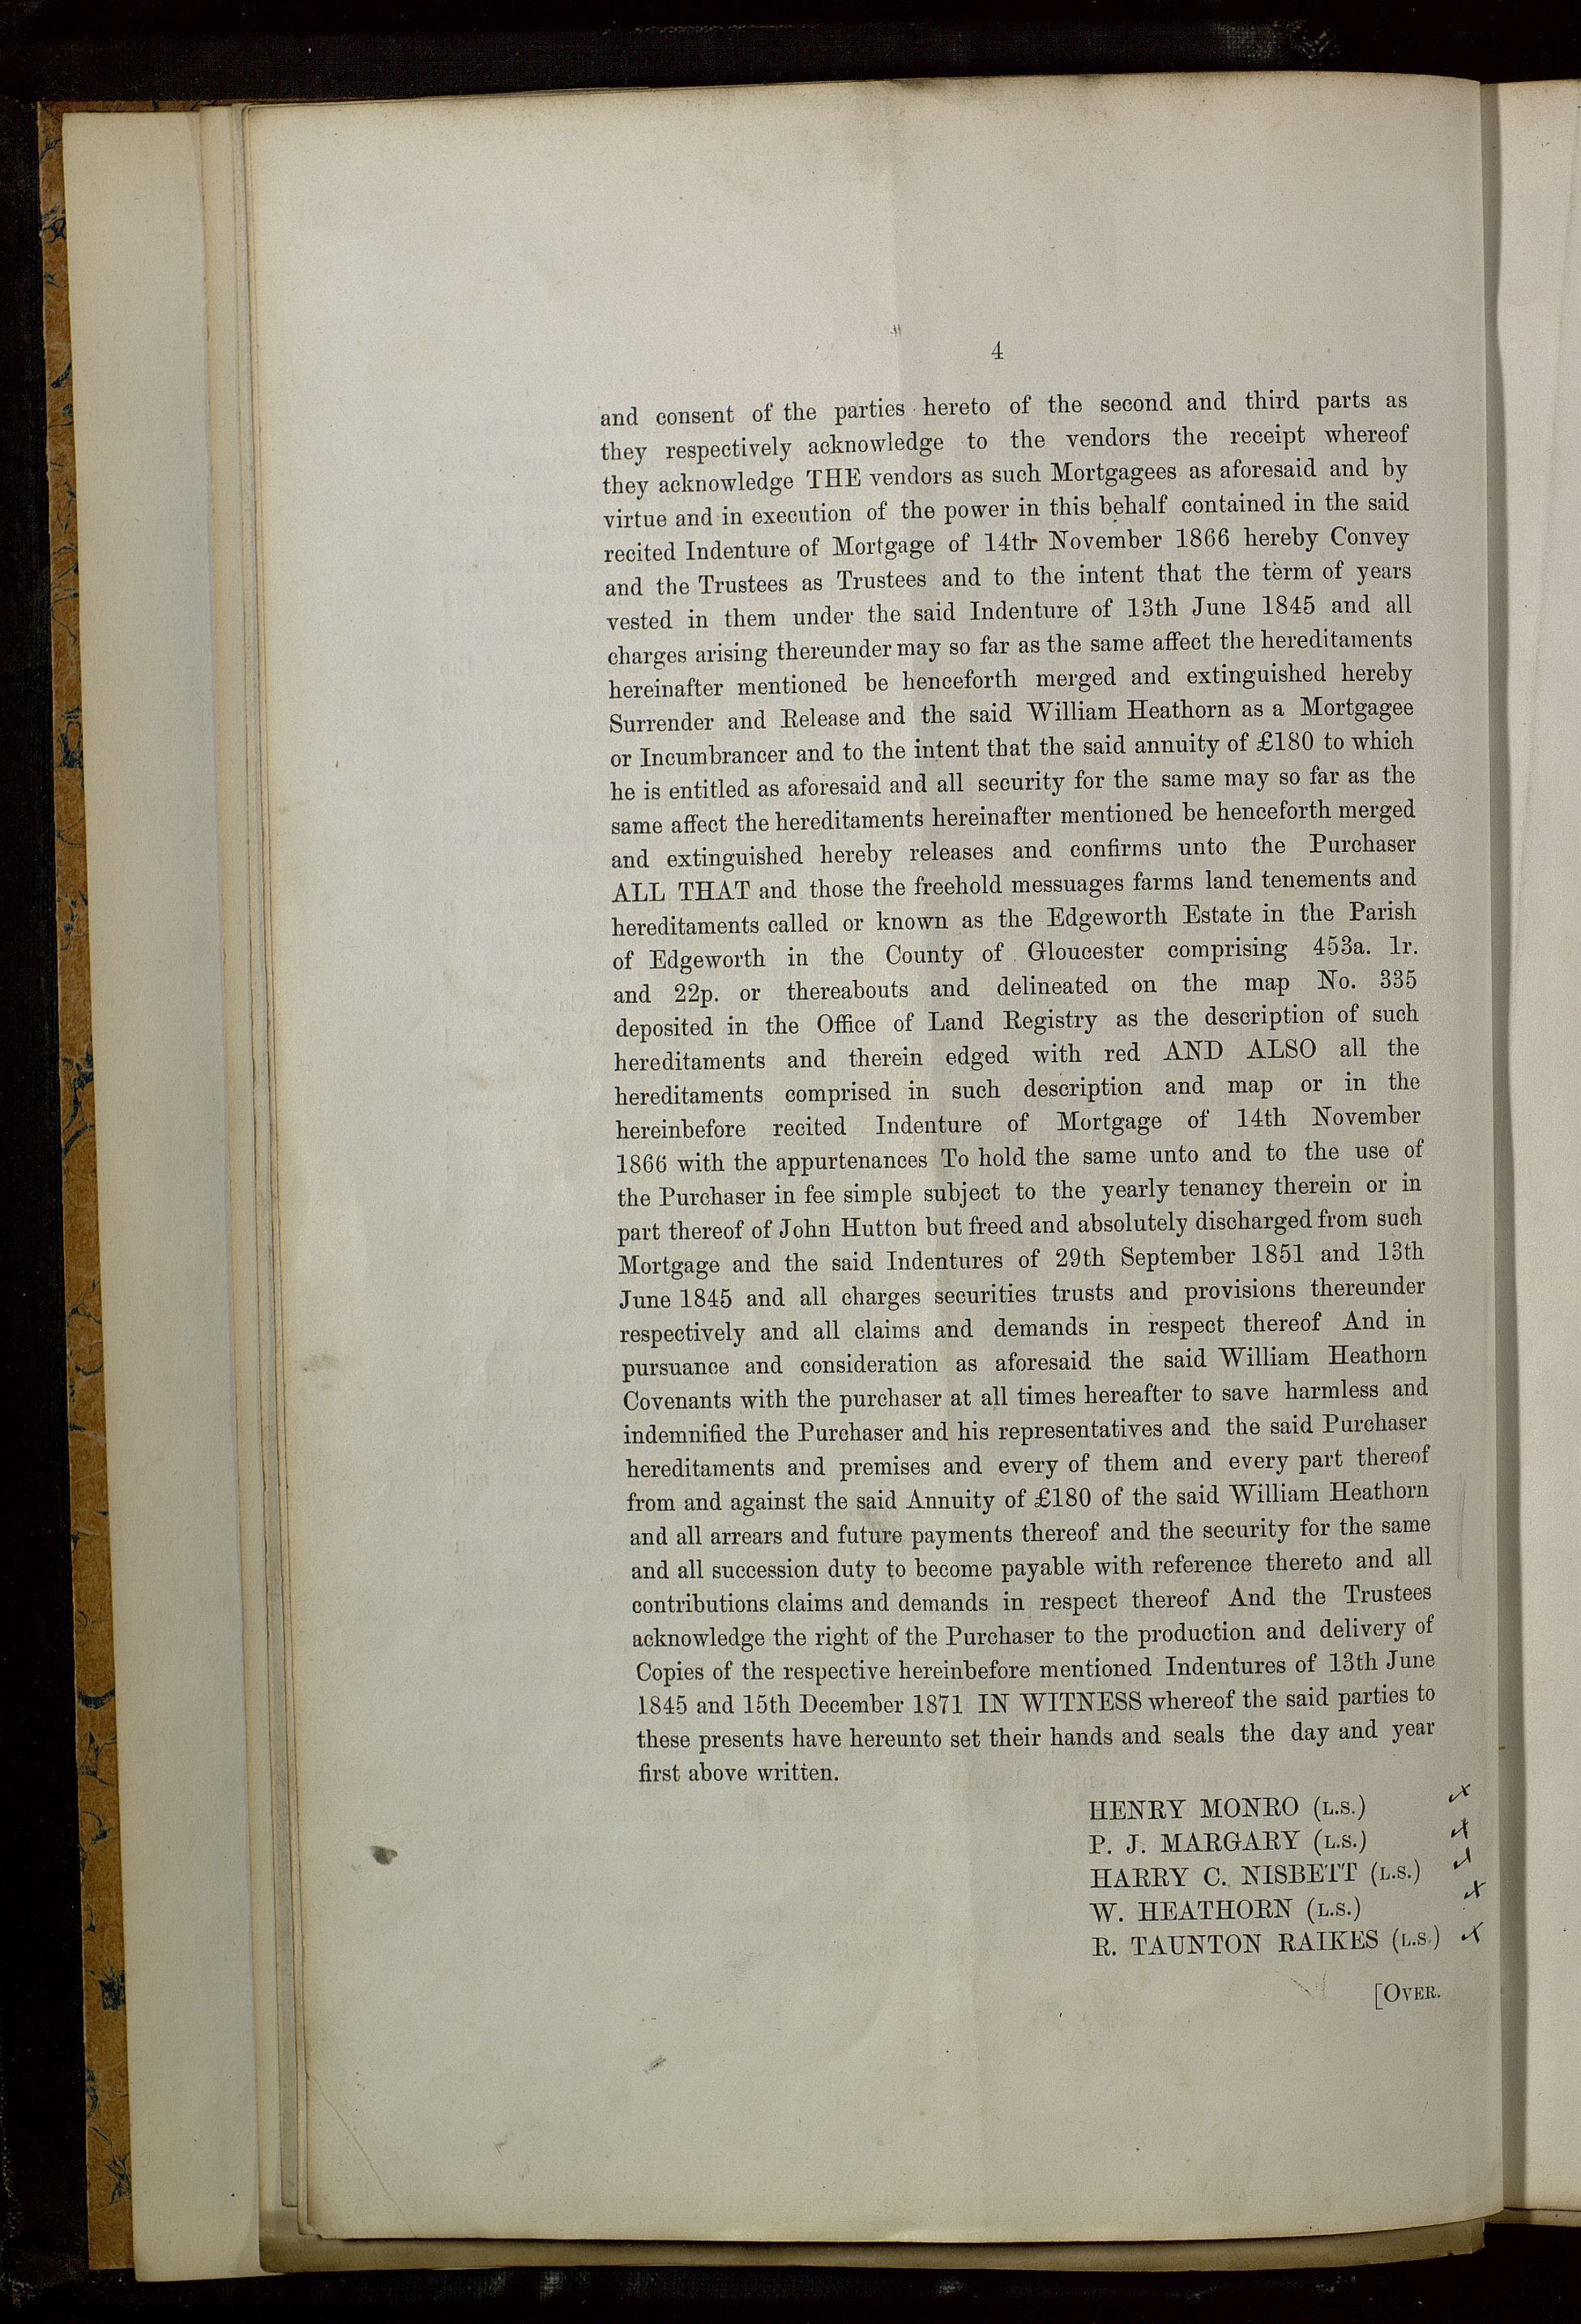 4
and consent of the parties hereto of the second and third parts as
they respectively acknowledge to the vendors the receipt whereof
they acknowledge THE vendors as such Mortgagees as aforesaid and by
virtue and in execution of the power in this behalf contained in the said
recited Indenture of Mortgage of 14th November 1866 hereby Convey
and the Trustees as Trustees and to the intent that the term of years
vested in them under the said Indenture of 13th June 1845 and all
charges arising thereunder may so far as the same affect the hereditaments
hereinafter mentioned be henceforth merged and extinguished hereby
Surrender and Release and the said William Heathorn as a Mortgagee
or Incumbrancer and to the intent that the said annuity of £180 to which
he is entitled as aforesaid and all security for the same may so far as the
same affect the hereditaments hereinafter mentioned be henceforth merged
and extinguished hereby releases and confirms unto the Purchaser
ALL THAT and those the freehold messuages farms land tenements and
hereditaments called or known as the Edgeworth Estate in the Parish
of Edgeworth in the County of Gloucester comprising 453a. 1r.
and 22p. or thereabouts and delineated on the map No. 335
deposited in the Office of Land Registry as the description of such
hereditaments and therein edged with red AND ALSO all the
hereditaments comprised in such description and map or in the
hereinbefore recited Indenture of Mortgage of 14th November
1866 with the appurtenances To hold the same unto and to the use of
the Purchaser in fee simple subject to the yearly tenancy therein or in
part thereof of John Hutton but freed and absolutely discharged from such
Mortgage and the said Indentures of 29th September 1851 and 13th
June 1845 and all charges securities trusts and provisions thereunder
respectively and all claims and demands in respect thereof And in
pursuance and consideration as aforesaid the said William Heathorn
Covenants with the purchaser at all times hereafter to save harmless and
indemnified the Purchaser and his representatives and the said Purchaser
hereditaments and premises and every of them and every part thereof
from and against the said Annuity of £180 of the said William Heathorn
and all arrears and future payments thereof and the security for the same
and all succession duty to become payable with reference thereto and all
contributions claims and demands in respect thereof And the Trustees
acknowledge the right of the Purchaser to the production and delivery of
Copies of the respective hereinbefore mentioned Indentures of 13th June
1845 and 15th December 1871 IN WITNESS whereof the said parties to
these presents have hereunto set their hands and seals the day and year
first above written.
HENRY MONRO (L.S.)
P. J. MARGARY (L.S.)
HARRY C. NISBETT (L.S.)
W. HEATHORN (L.S.)
R. TAUNTON RAIKES (L.S.)
[OVER.